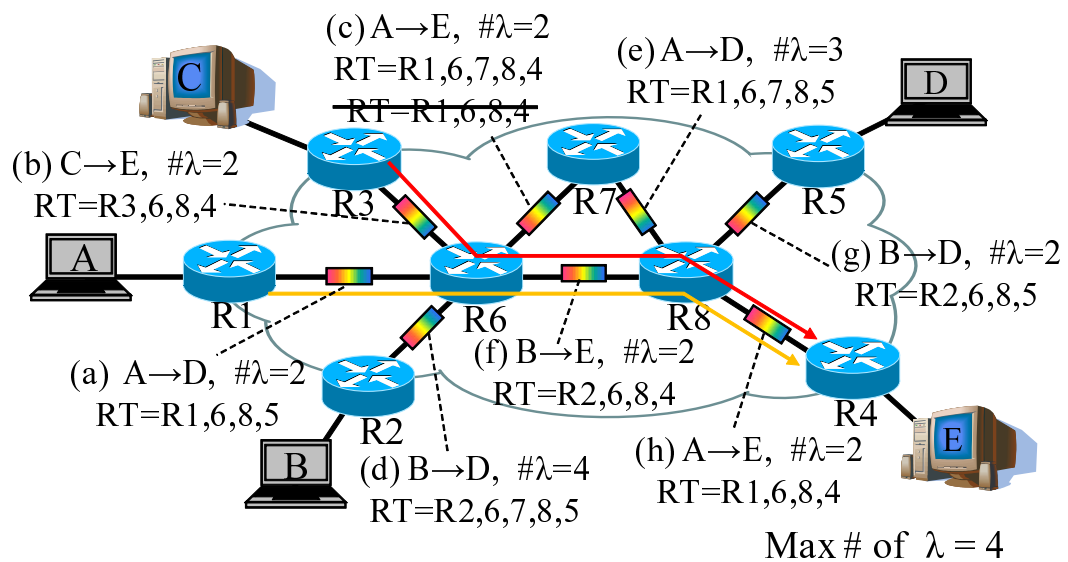 (c) A→E, #λ=2
RT=R1,6,7,8,4
RT=R1,6,8,4
(e) A→D, #λ=3
RT=R1,6,7,8,5
C
D
(b) C→E, #λ=2
RT=R3,6,8,4
R3
R7
R5
A
R1
R6
R8
(g) B→D, #λ=2
RT=R2,6,8,5
(a) A→D, #λ=2
RT=R1,6,8,5
(f) B→E, #λ=2
RT=R2,6,8,4
R2
R4
B
E
(d) B→D, #λ=4
RT=R2,6,7,8,5
(h) A→E, #λ=2
RT=R1,6,8,4
Max # of λ = 4